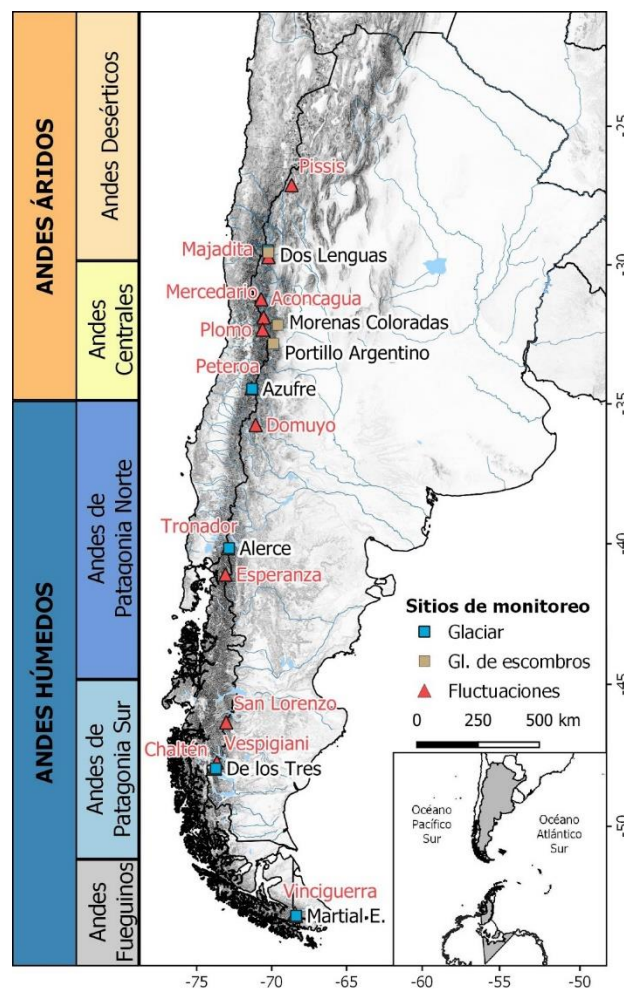 ANDES ÁRIDOS
Andes Desérticos
Andes
Centrales
ANDES HÚMEDOS
Andes de
Patagonia Norte
Andes de
Patagonia Sur
Andes
Fueguinos
Pissis
Majadita
Dos Lenguas
Mercedario
Aconcagua
Morenas Coloradas
Plomo
Portillo Argentino
Peteroa
Azufre
Domuyo
Tronador
Alerce
Esperanza
San Lorenzo
Chalten
Vespigiani
De los Tres
Vinciguerra
Martial E.
Sitios de monitoreo
Glaciar
Gl. de escombros
Fluctuaciones
0 250 500 km
Océano
Pacífico
Sur
Océano
Atlántico
Sur
-25
-30
-35
-40
-45
-50
-75 -70 -65 -60 -55 -50